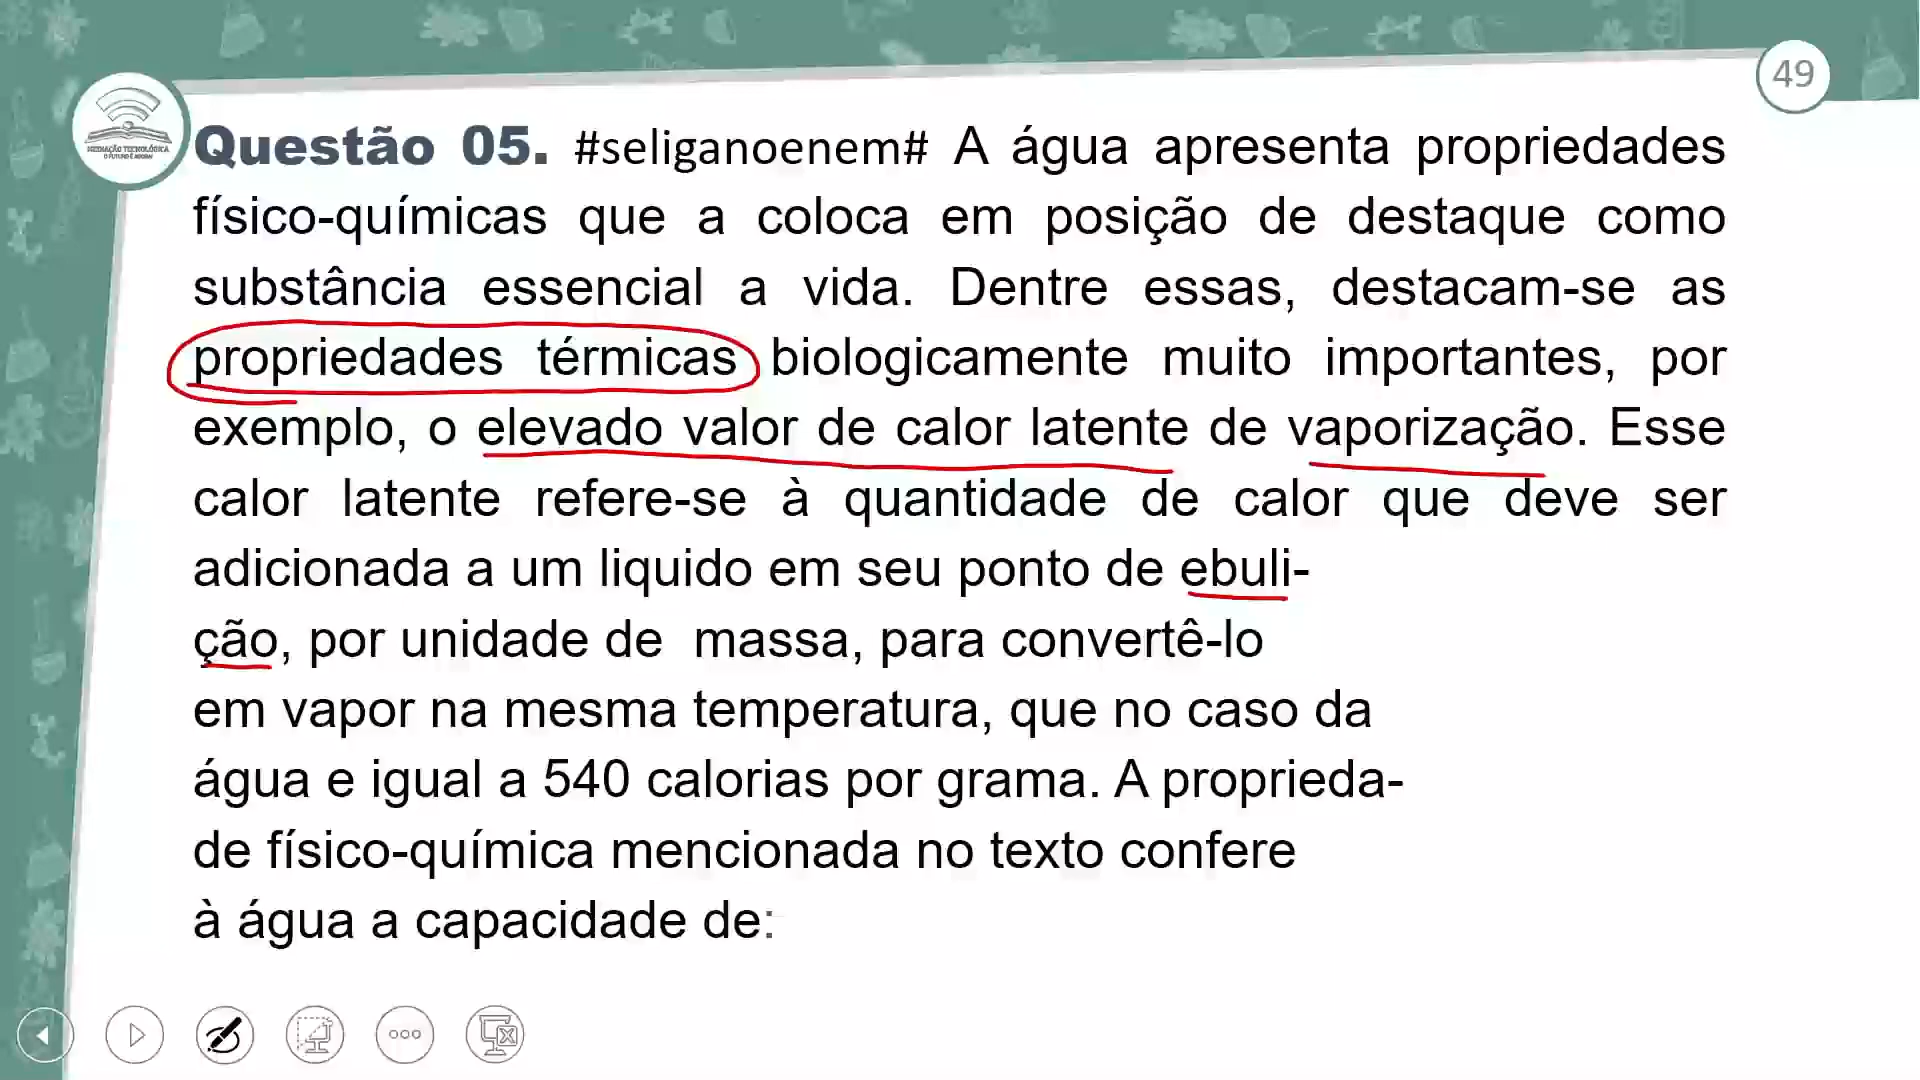 49
MEDIAÇÃO TECNOLÓGICA
O FUTURO É AGORA!
Questão 05. #seliganoenem# A água apresenta propriedades
físico-químicas que a coloca em posição de destaque como
substância essencial a vida. Dentre essas, destacam-se as
propriedades térmicas biologicamente muito importantes, por
exemplo, o elevado valor de calor latente de vaporização. Esse
calor latente refere-se à quantidade de calor que deve ser
adicionada a um liquido em seu ponto de ebuli-
ção, por unidade de massa, para convertê-lo
em vapor na mesma temperatura, que no caso da
água e igual a 540 calorias por grama. A proprieda-
de físico-química mencionada no texto confere
à água a capacidade de: